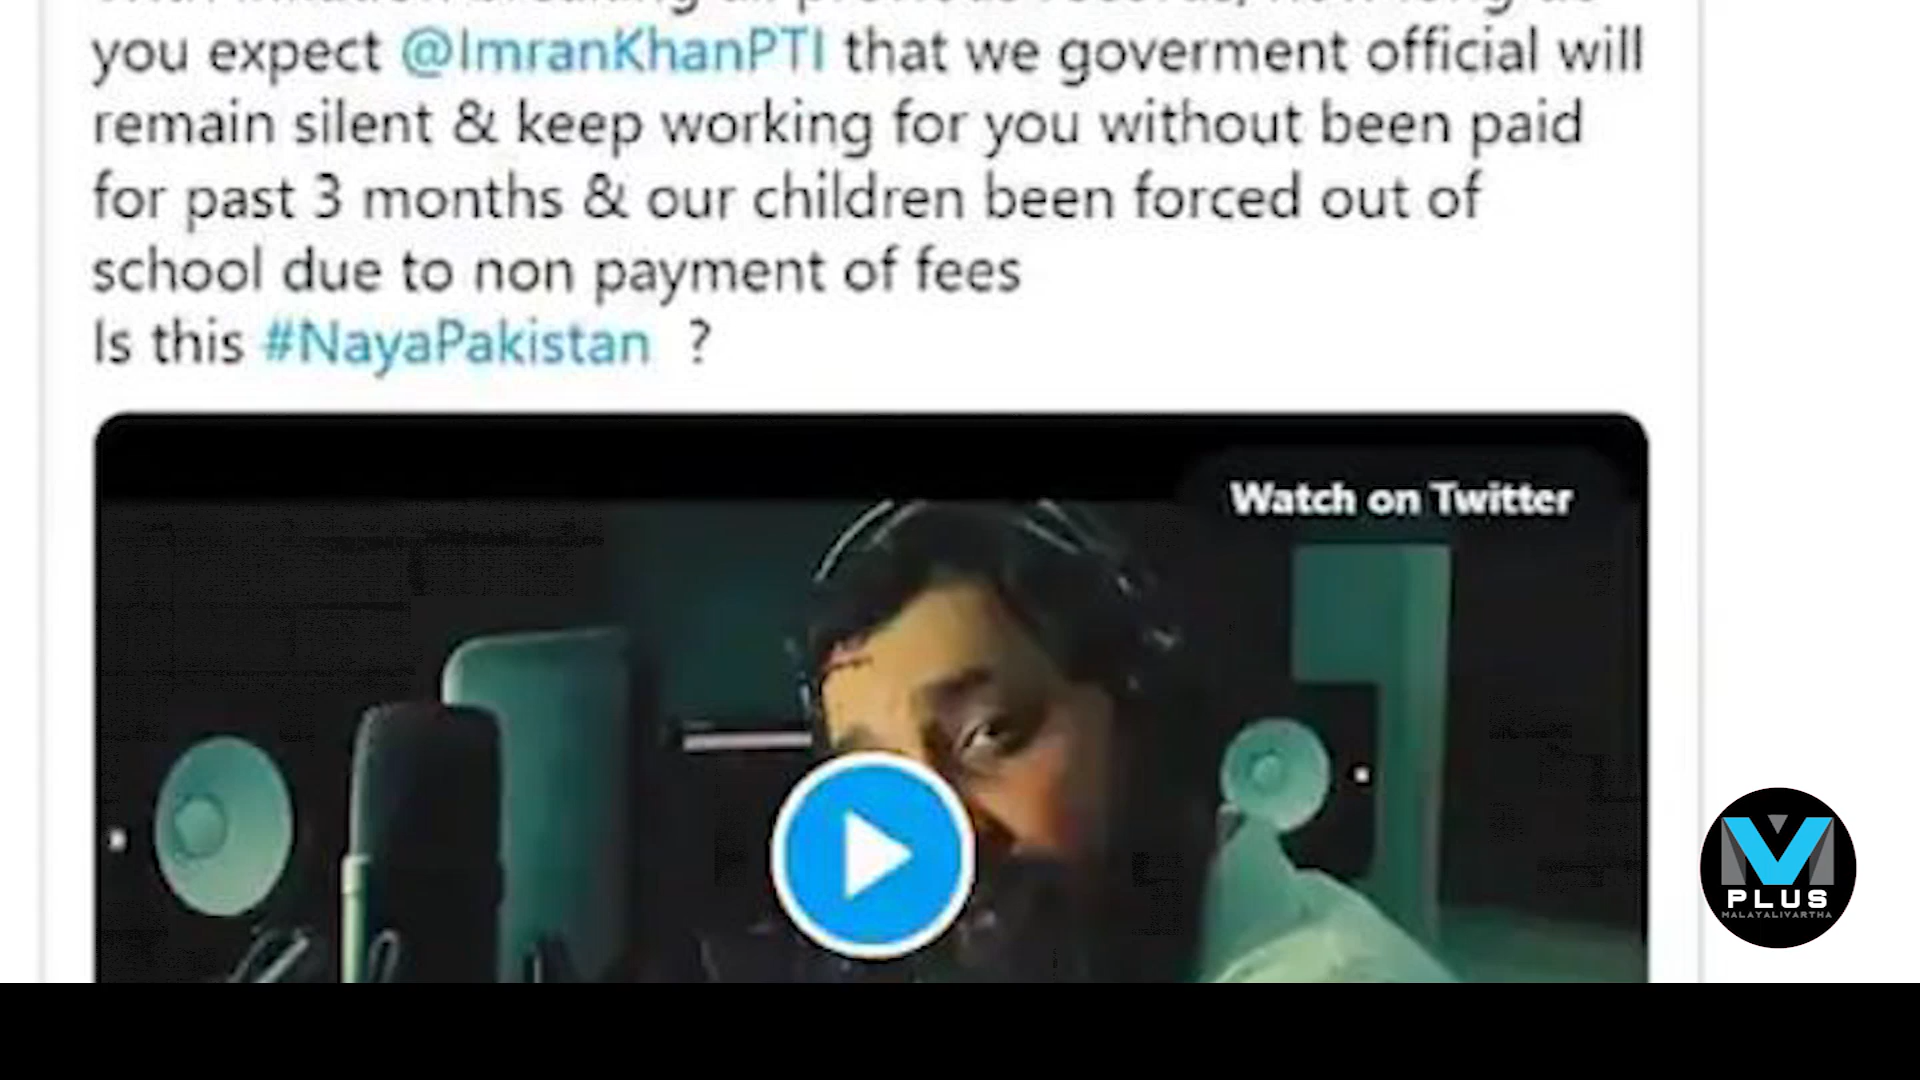 you expect @ImranKhanPTI that we goverment official will
remain silent & keep working for you without been paid
for past 3 months & our children been forced out of
school due to non payment of fees
Is this #NayaPakistan ?
Watch on Twitter
PLUS
MALAYALIVARTHA